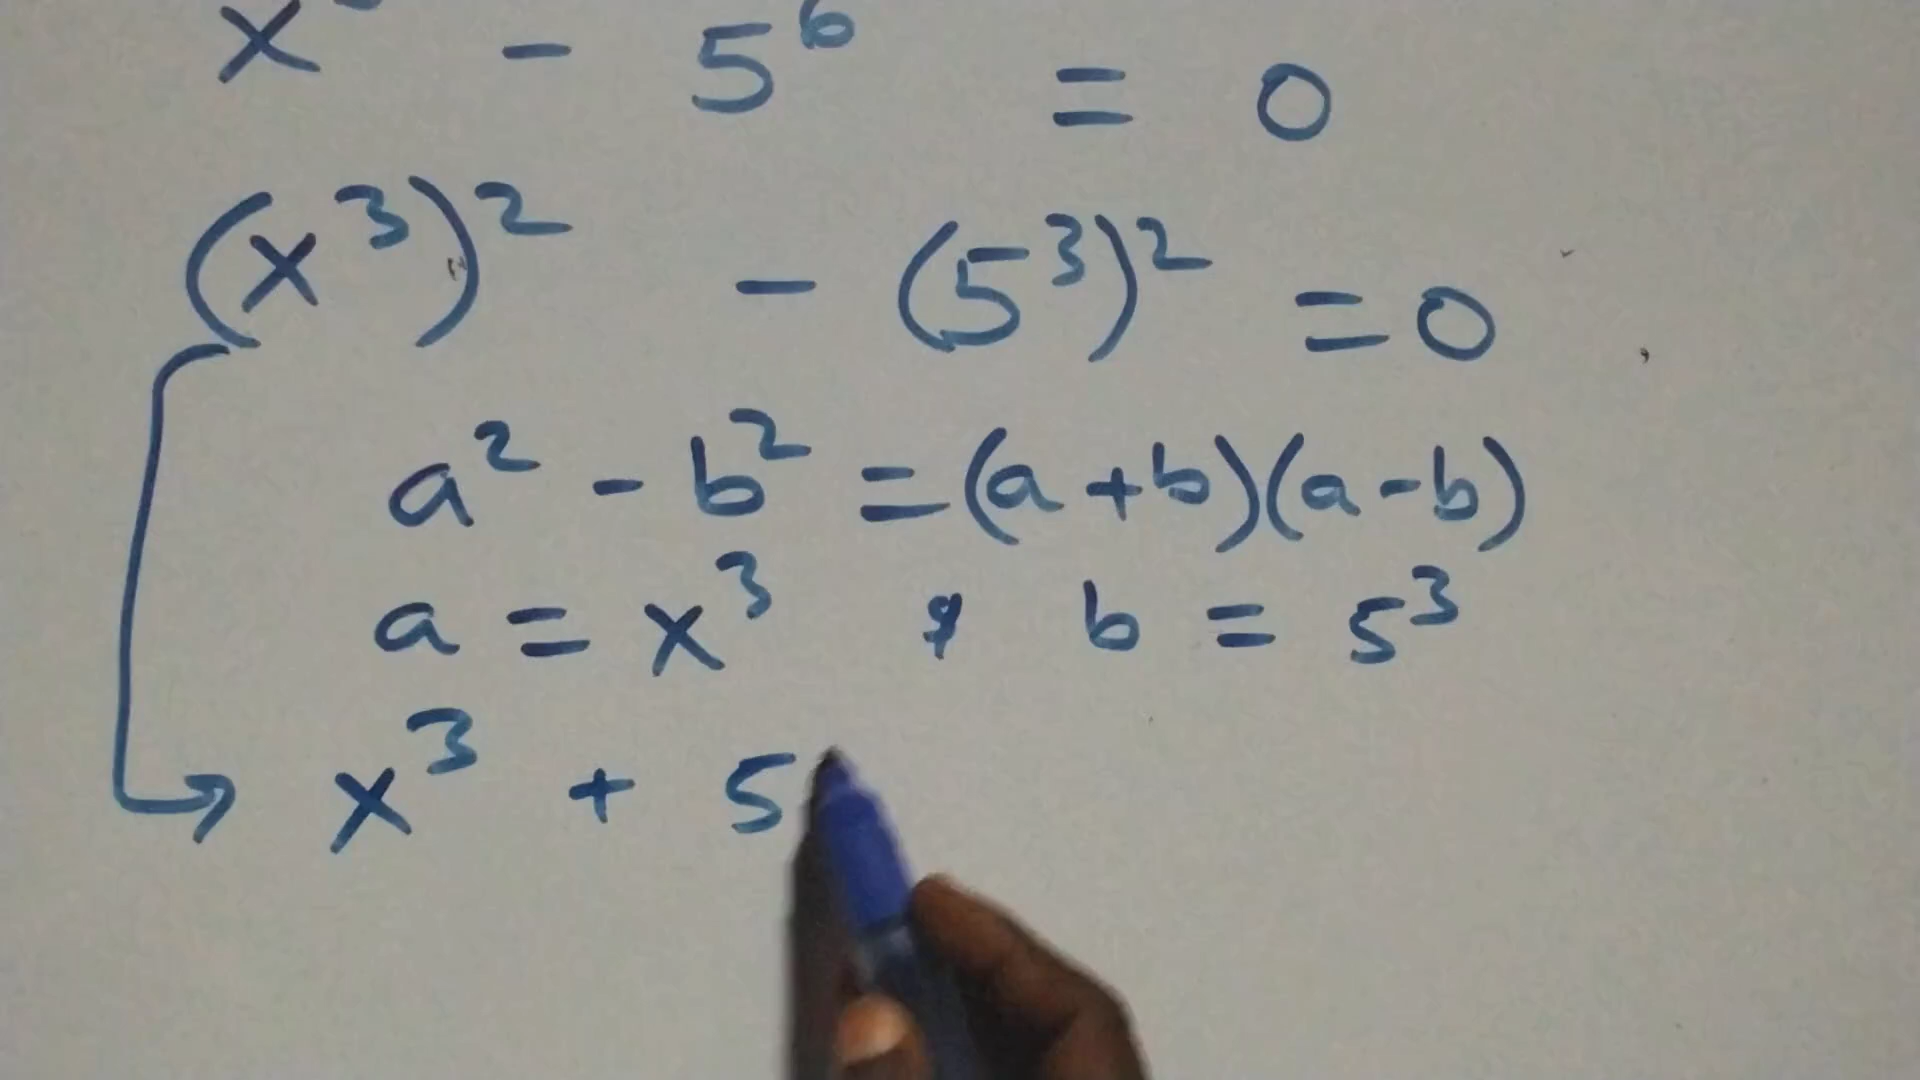 x - 5⁶ = 0
(x³)² - (5³)² = 0
a² - b² = (a + b)(a - b)
a = x³ & b = 5³
x³ + 5